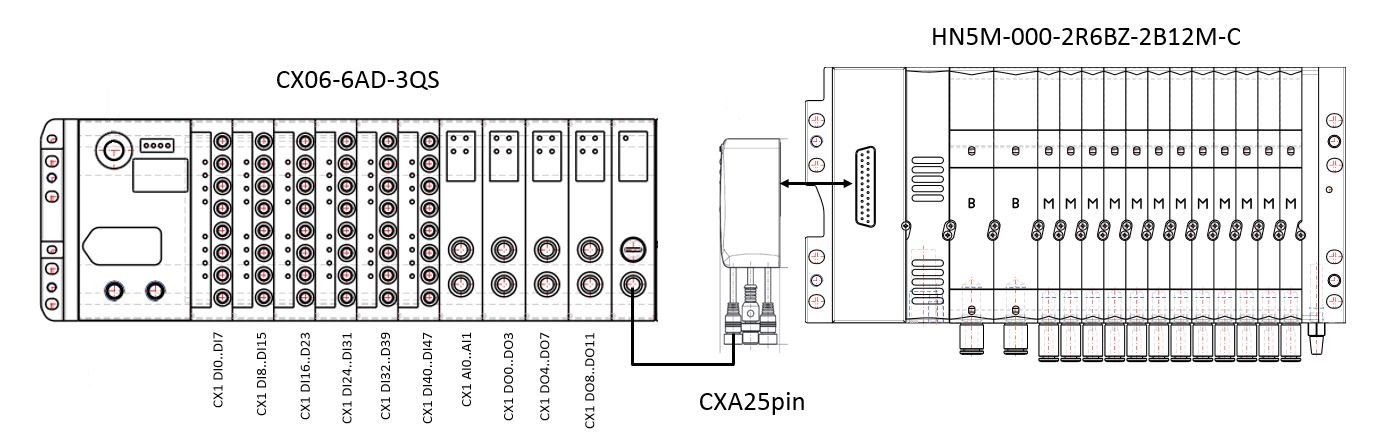 HN5M-000-2R6BZ-2B12M-C
CX06-6AD-3QS
B B M M M M M M M M M M M M
CX1 DI0..DI7
CX1 DI8..DI15
CX1 DI16..D23
CX1 DI24..DI31
CX1 DI32..D39
CX1 DI40..DI47
CX1 AI0..AI1
CX1 DO0..DO3
CX1 DO4..DO7
CX1 DO8..DO11
CXA25pin